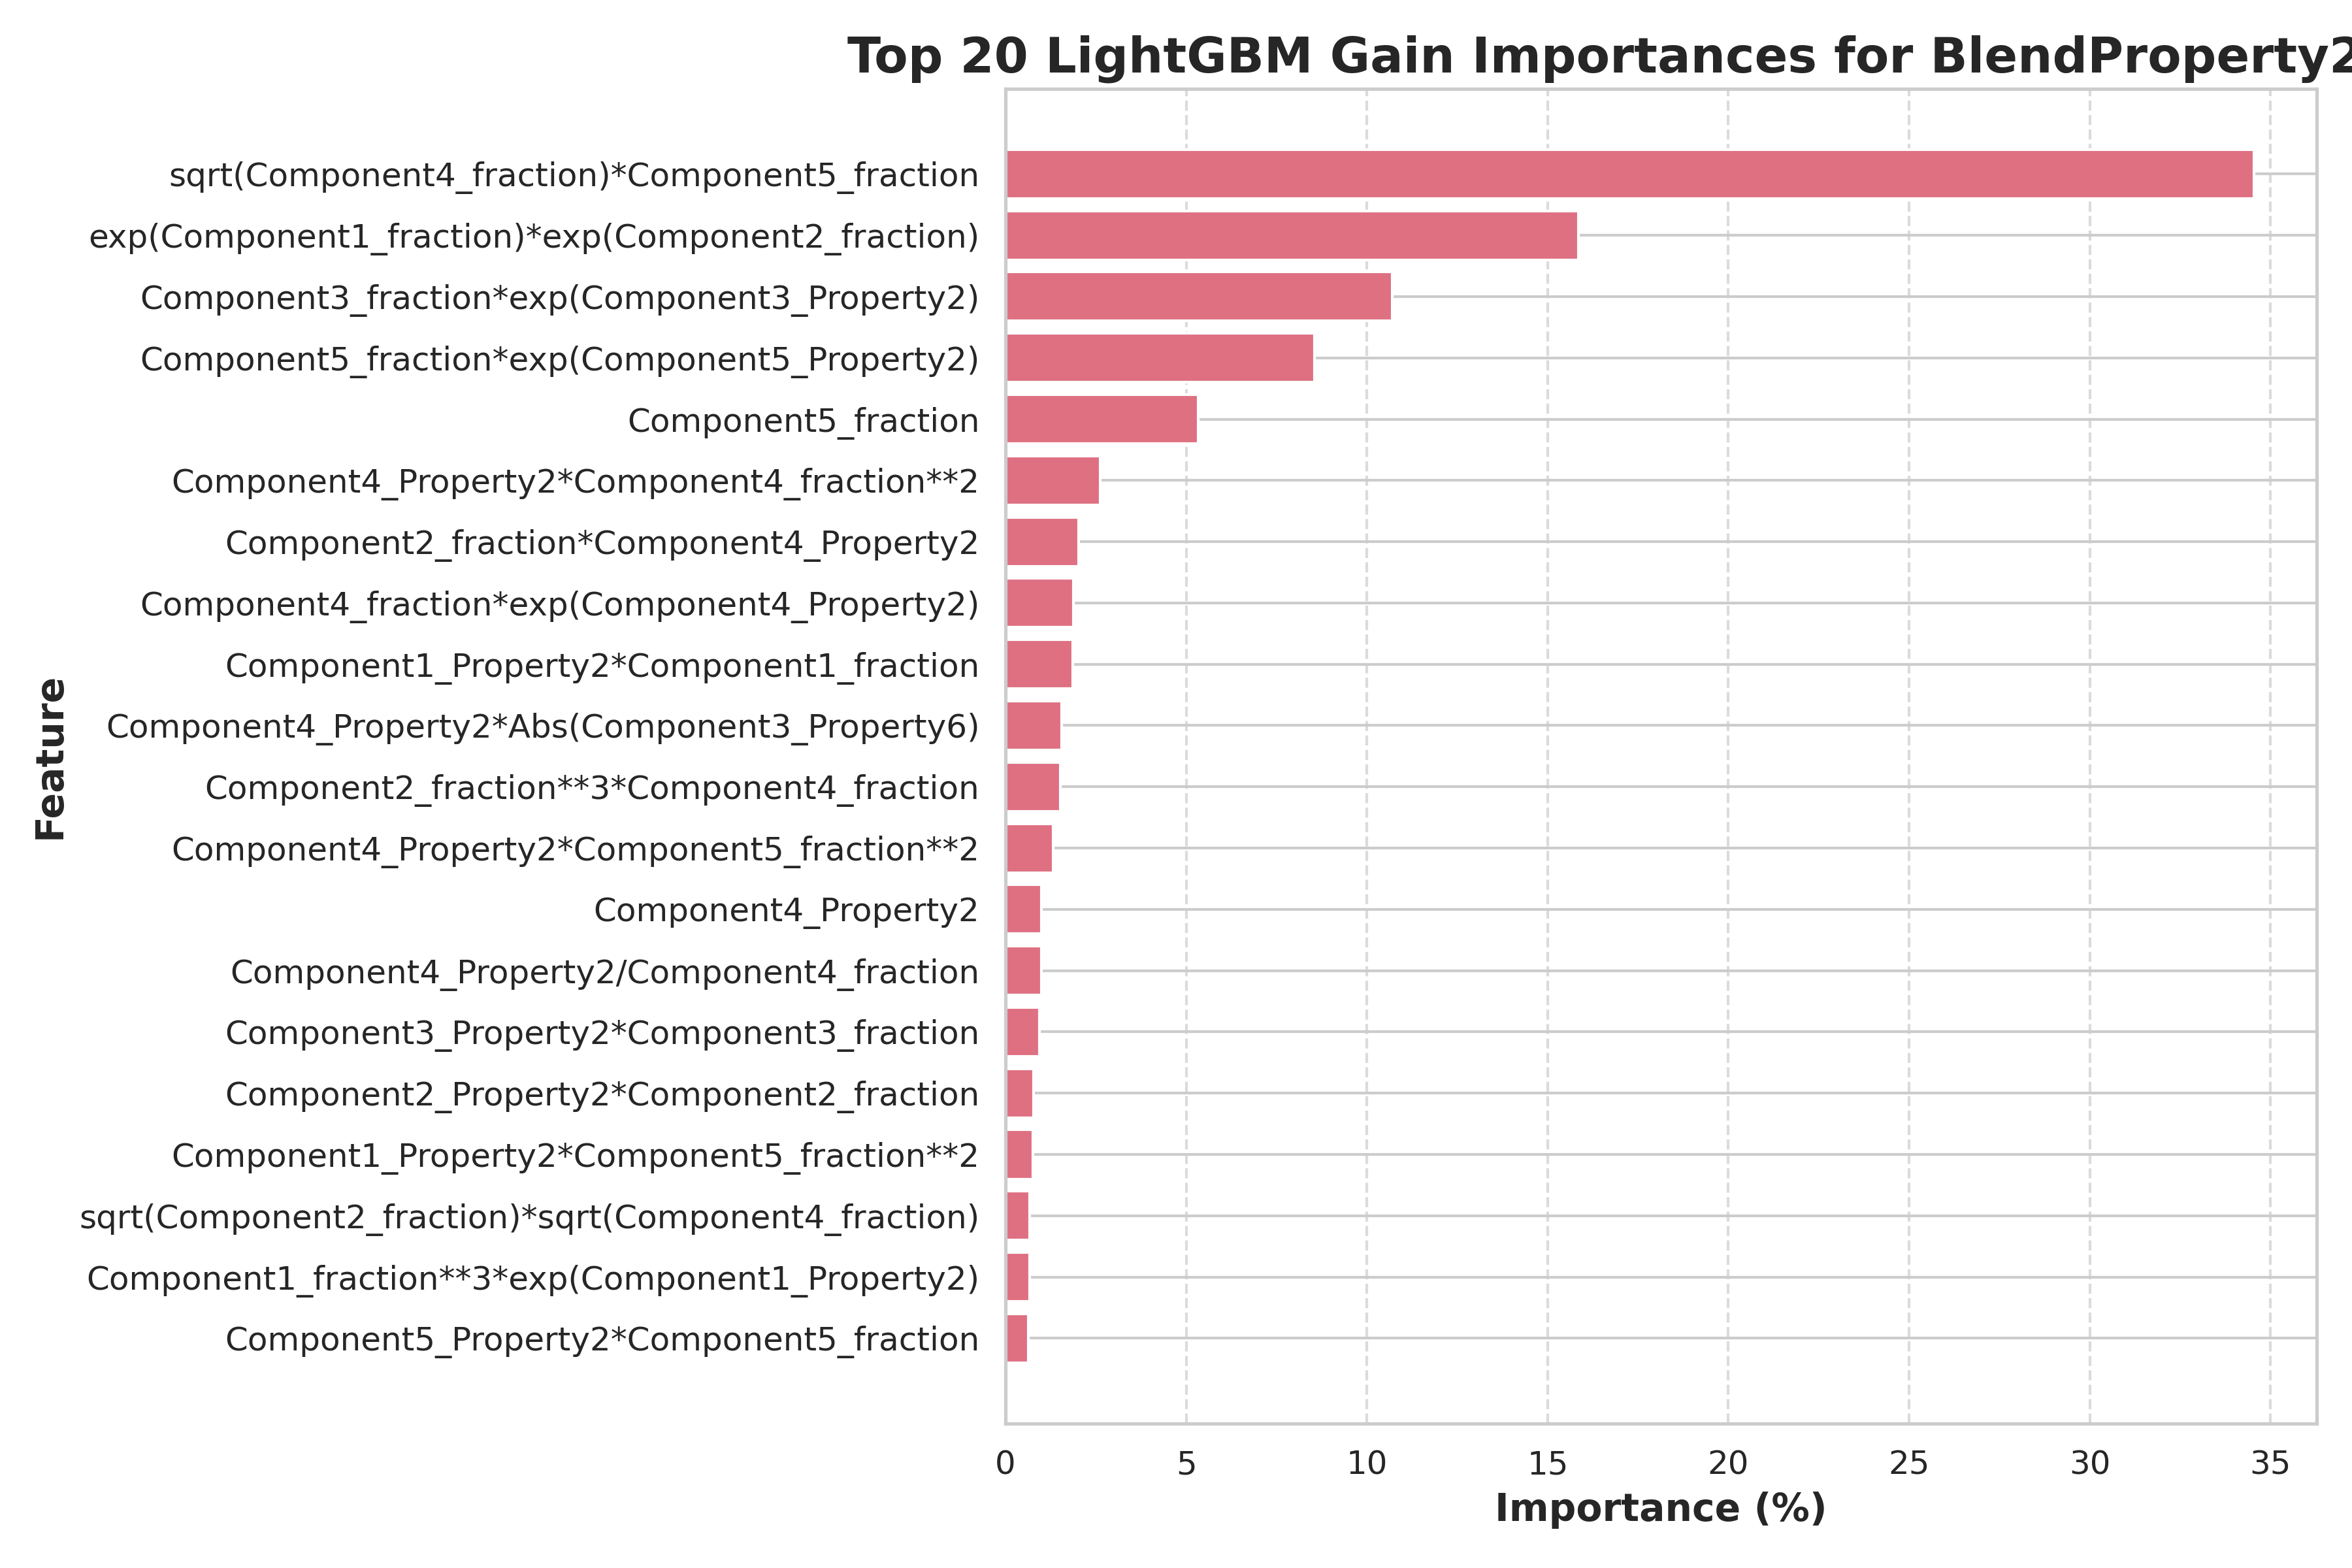 Top 20 LightGBM Gain Importances for BlendProperty2
sqrt(Component4_fraction)*Component5_fraction
exp(Component1_fraction)*exp(Component2_fraction)
Component3_fraction*exp(Component3_Property2)
Component5_fraction*exp(Component5_Property2)
Component5_fraction
Component4_Property2*Component4_fraction**2
Component2_fraction*Component4_Property2
Component4_fraction*exp(Component4_Property2)
Component1_Property2*Component1_fraction
Component4_Property2*Abs(Component3_Property6)
Component2_fraction**3*Component4_fraction
Component4_Property2*Component5_fraction**2
Component4_Property2
Component4_Property2/Component4_fraction
Component3_Property2*Component3_fraction
Component2_Property2*Component2_fraction
Component1_Property2*Component5_fraction**2
sqrt(Component2_fraction)*sqrt(Component4_fraction)
Component1_fraction**3*exp(Component1_Property2)
Component5_Property2*Component5_fraction
Feature
0 5 10 15 20 25 30 35
Importance (%)